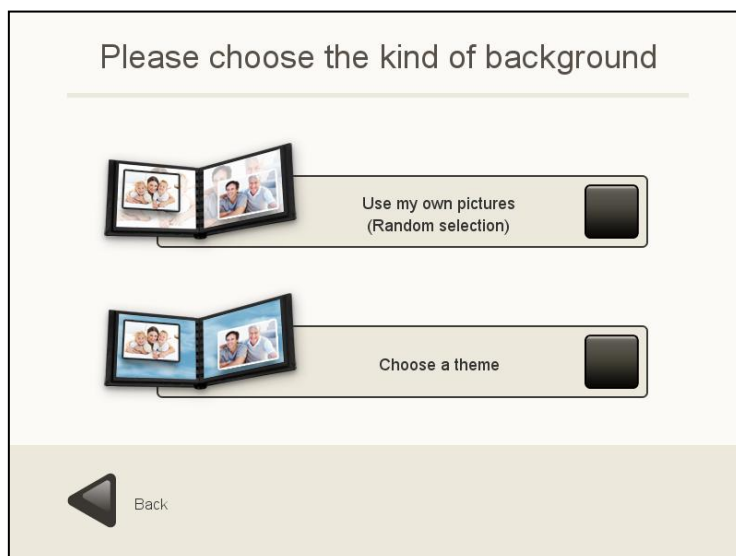 Please choose the kind of background
Use my own pictures
(Random selection)
Choose a theme
Back